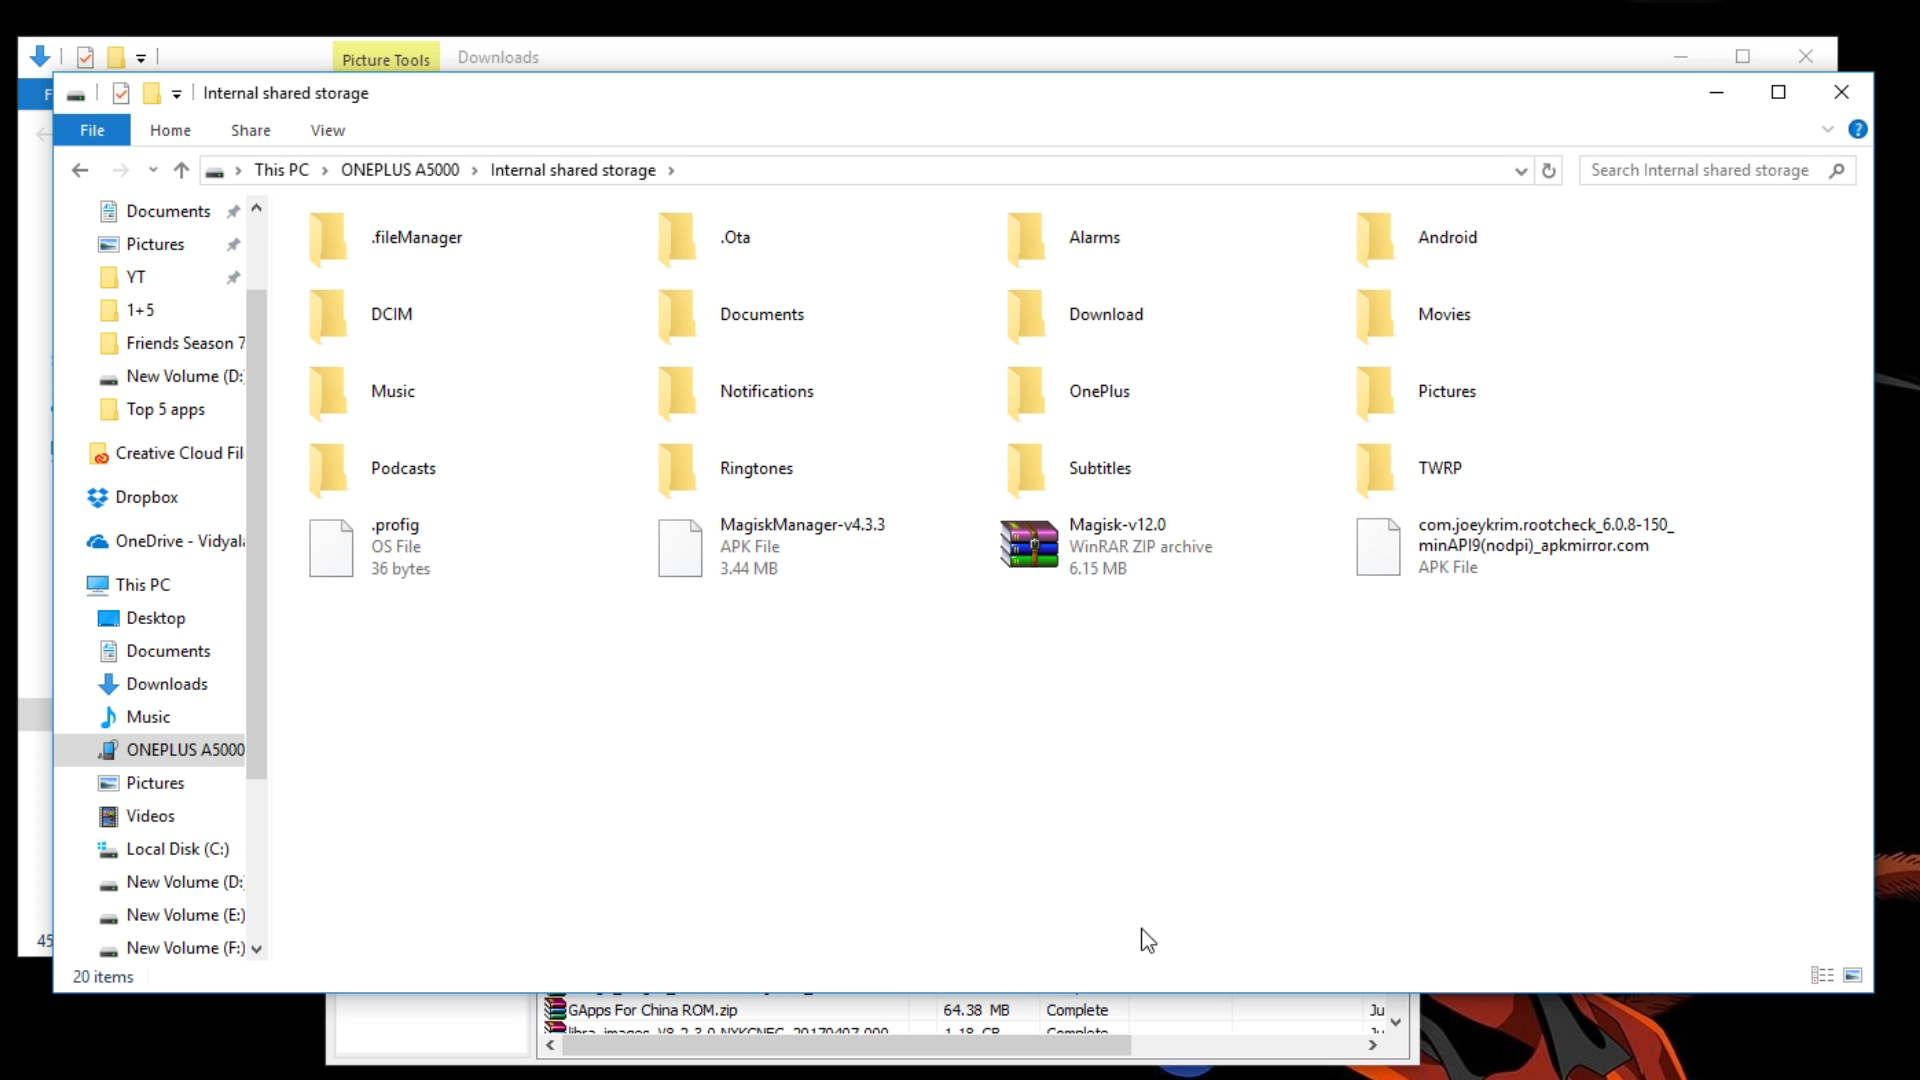 Picture Tools
Downloads
Internal shared storage
File
Home
Share
View
This PC
ONEPLUS A5000
Internal shared storage
Search Internal shared storage
Documents
Pictures
YT
1+5
Friends Season 7
New Volume (D:
Top 5 apps
Creative Cloud Fil
Dropbox
OneDrive - Vidyal
This PC
Desktop
Documents
Downloads
Music
ONEPLUS A5000
Pictures
Videos
Local Disk (C:)
New Volume (D:
New Volume (E:)
New Volume (F:)
.fileManager
.Ota
Alarms
Android
DCIM
Documents
Download
Movies
Music
Notifications
OnePlus
Pictures
Podcasts
Ringtones
Subtitles
TWRP
.profig
OS File
36 bytes
MagiskManager-v4.3.3
APK File
3.44 MB
Magisk-v12.0
WinRAR ZIP archive
6.15 MB
com.joeykrim.rootcheck_6.0.8-150_
minAPI9(nodpi)_apkmirror.com
APK File
45
20 items
GApps For China ROM.zip
64.38 MB
Complete
Ju